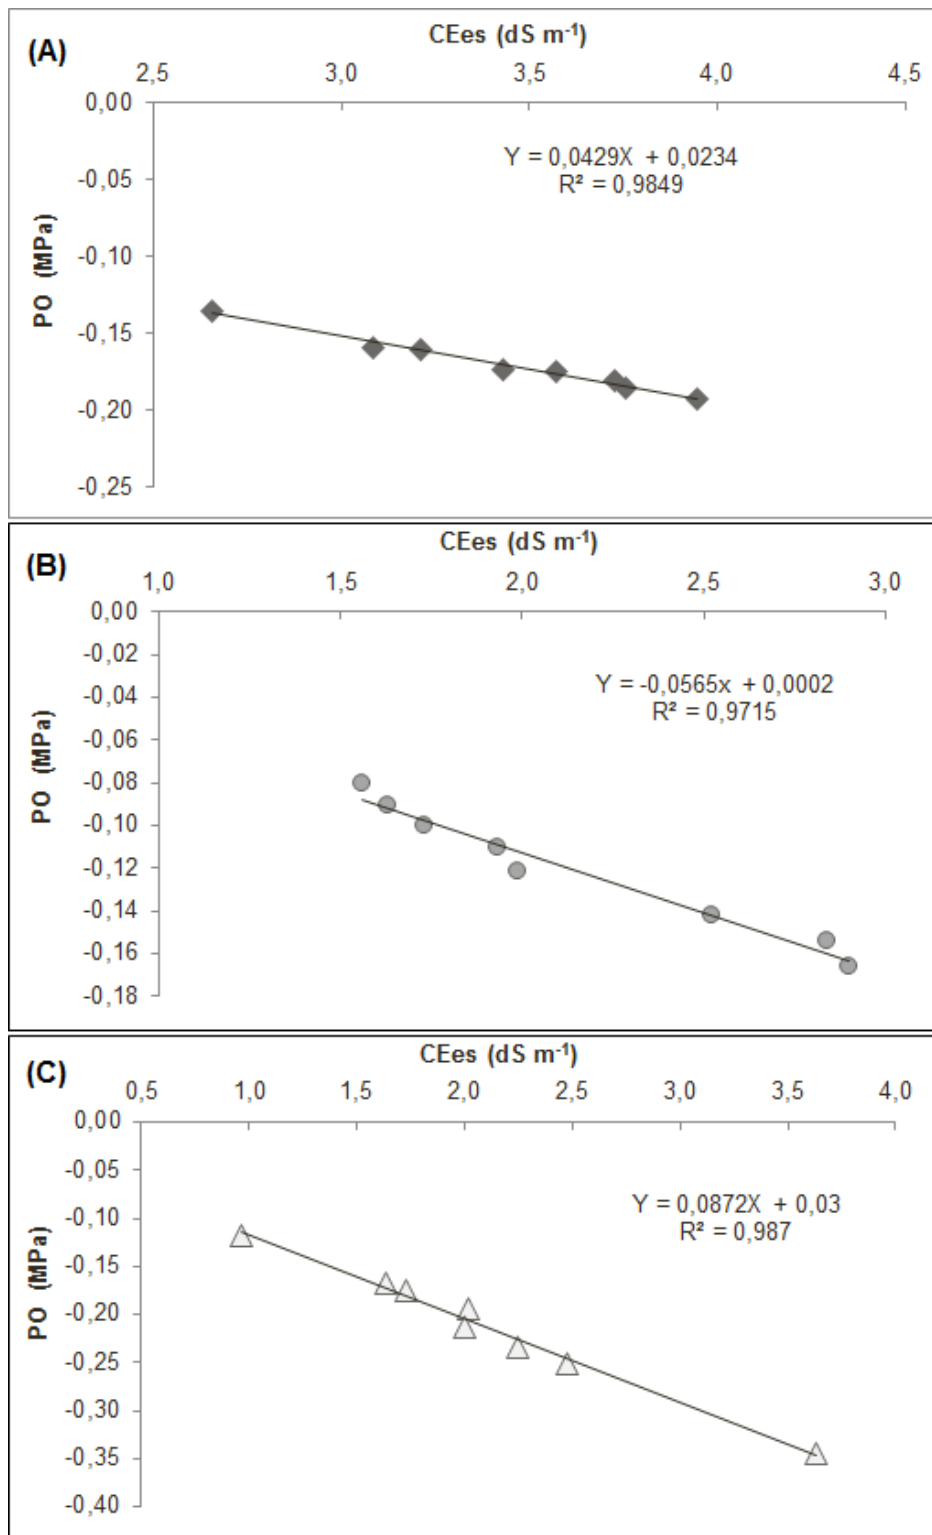 (A)
CEes (dS m⁻¹)
2,5 3,0 3,5 4,0 4,5
0,00
Y = 0,0429X + 0,0234
R² = 0,9849
-0,05
-0,10
-0,15
-0,20
-0,25
PO (MPa)
(B)
CEes (dS m⁻¹)
1,0 1,5 2,0 2,5 3,0
0,00
-0,02
Y = -0,0565x + 0,0002
R² = 0,9715
-0,04
-0,06
-0,08
-0,10
-0,12
-0,14
-0,16
-0,18
PO (MPa)
(C)
CEes (dS m⁻¹)
0,5 1,0 1,5 2,0 2,5 3,0 3,5 4,0
0,00
-0,05
Y = 0,0872X + 0,03
R² = 0,987
-0,10
-0,15
-0,20
-0,25
-0,30
-0,35
-0,40
PO (MPa)